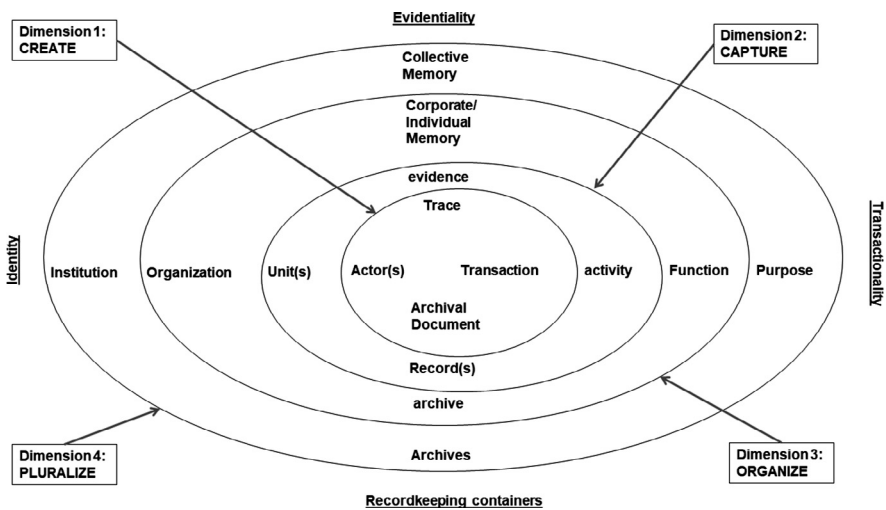 Evidentiality
Dimension 1:
CREATE
Dimension 2:
CAPTURE
Collective
Memory
Corporate/
Individual
Memory
evidence
Trace
Identity
Transactionality
Institution
Organization
Unit(s)
Actor(s)
Transaction
activity
Function
Purpose
Archival
Document
Record(s)
archive
Archives
Dimension 4:
PLURALIZE
Dimension 3:
ORGANIZE
Recordkeeping containers